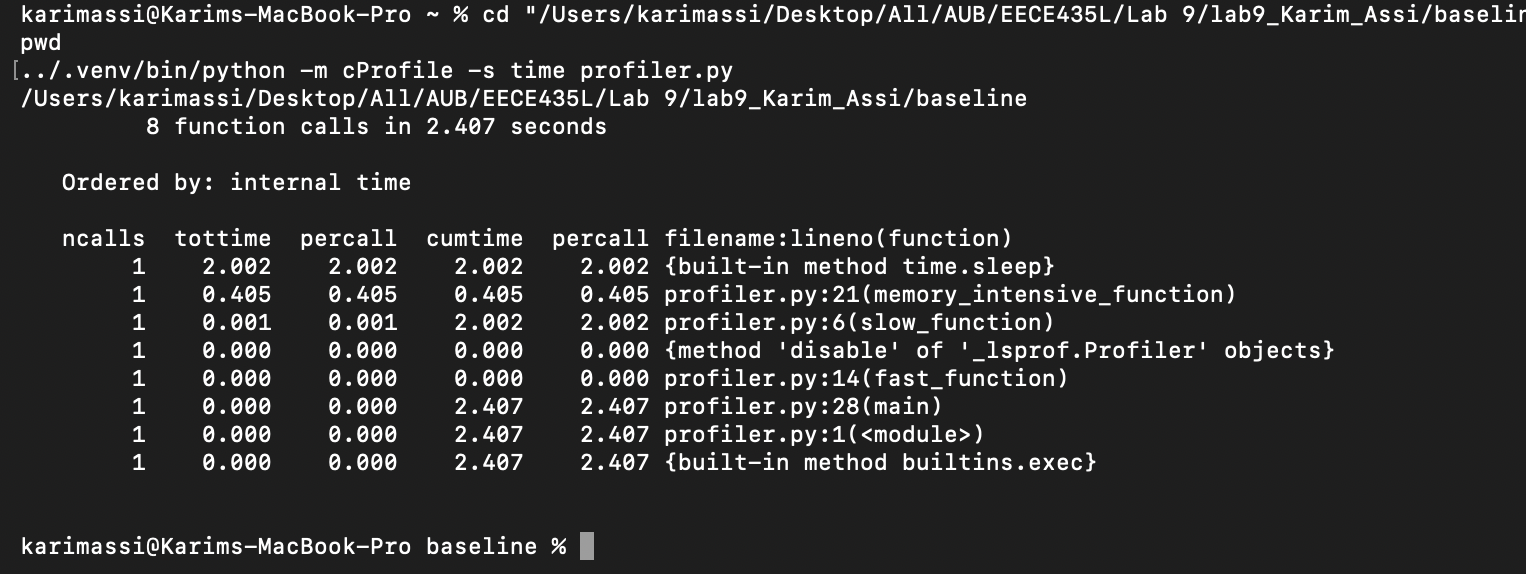 karimassi@Karims-MacBook-Pro ~ % cd "/Users/karimassi/Desktop/All/AUB/EECE435L/Lab 9/lab9_Karim_Assi/baselin
pwd
../.venv/bin/python -m cProfile -s time profiler.py
/Users/karimassi/Desktop/All/AUB/EECE435L/Lab 9/lab9_Karim_Assi/baseline
         8 function calls in 2.407 seconds

   Ordered by: internal time

   ncalls  tottime  percall  cumtime  percall filename:lineno(function)
        1    2.002    2.002    2.002    2.002 {built-in method time.sleep}
        1    0.405    0.405    0.405    0.405 profiler.py:21(memory_intensive_function)
        1    0.001    0.001    2.002    2.002 profiler.py:6(slow_function)
        1    0.000    0.000    0.000    0.000 {method 'disable' of '_lsprof.Profiler' objects}
        1    0.000    0.000    0.000    0.000 profiler.py:14(fast_function)
        1    0.000    0.000    2.407    2.407 profiler.py:28(main)
        1    0.000    0.000    2.407    2.407 profiler.py:1(<module>)
        1    0.000    0.000    2.407    2.407 {built-in method builtins.exec}

karimassi@Karims-MacBook-Pro baseline %